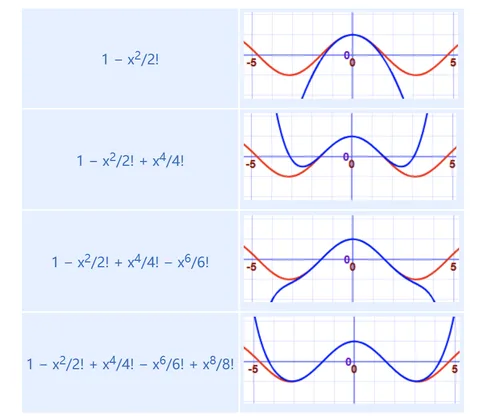 1 − x²/2!
-5 0 0 5
1 − x²/2! + x⁴/4!
-5 0 0 5
1 − x²/2! + x⁴/4! − x⁶/6!
-5 0 0 5
1 − x²/2! + x⁴/4! − x⁶/6! + x⁸/8!
-5 0 0 5